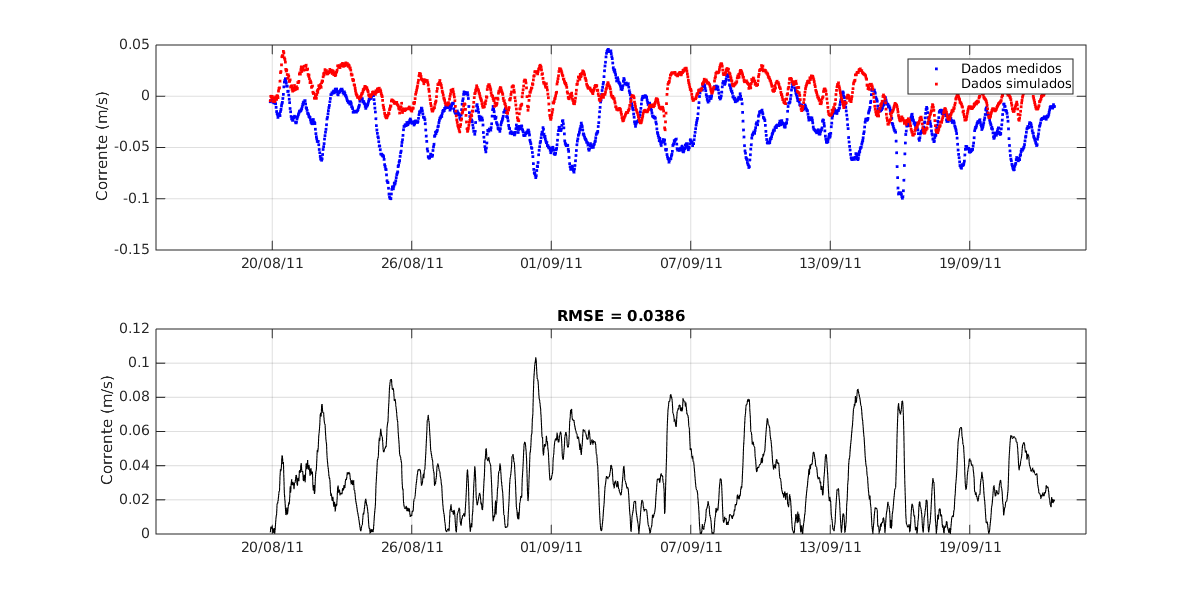 0.05
0
-0.05
-0.1
-0.15
Corrente (m/s)
Dados medidos
Dados simulados
20/08/11 26/08/11 01/09/11 07/09/11 13/09/11 19/09/11
RMSE = 0.0386
0.12
0.1
0.08
0.06
0.04
0.02
0
Corrente (m/s)
20/08/11 26/08/11 01/09/11 07/09/11 13/09/11 19/09/11